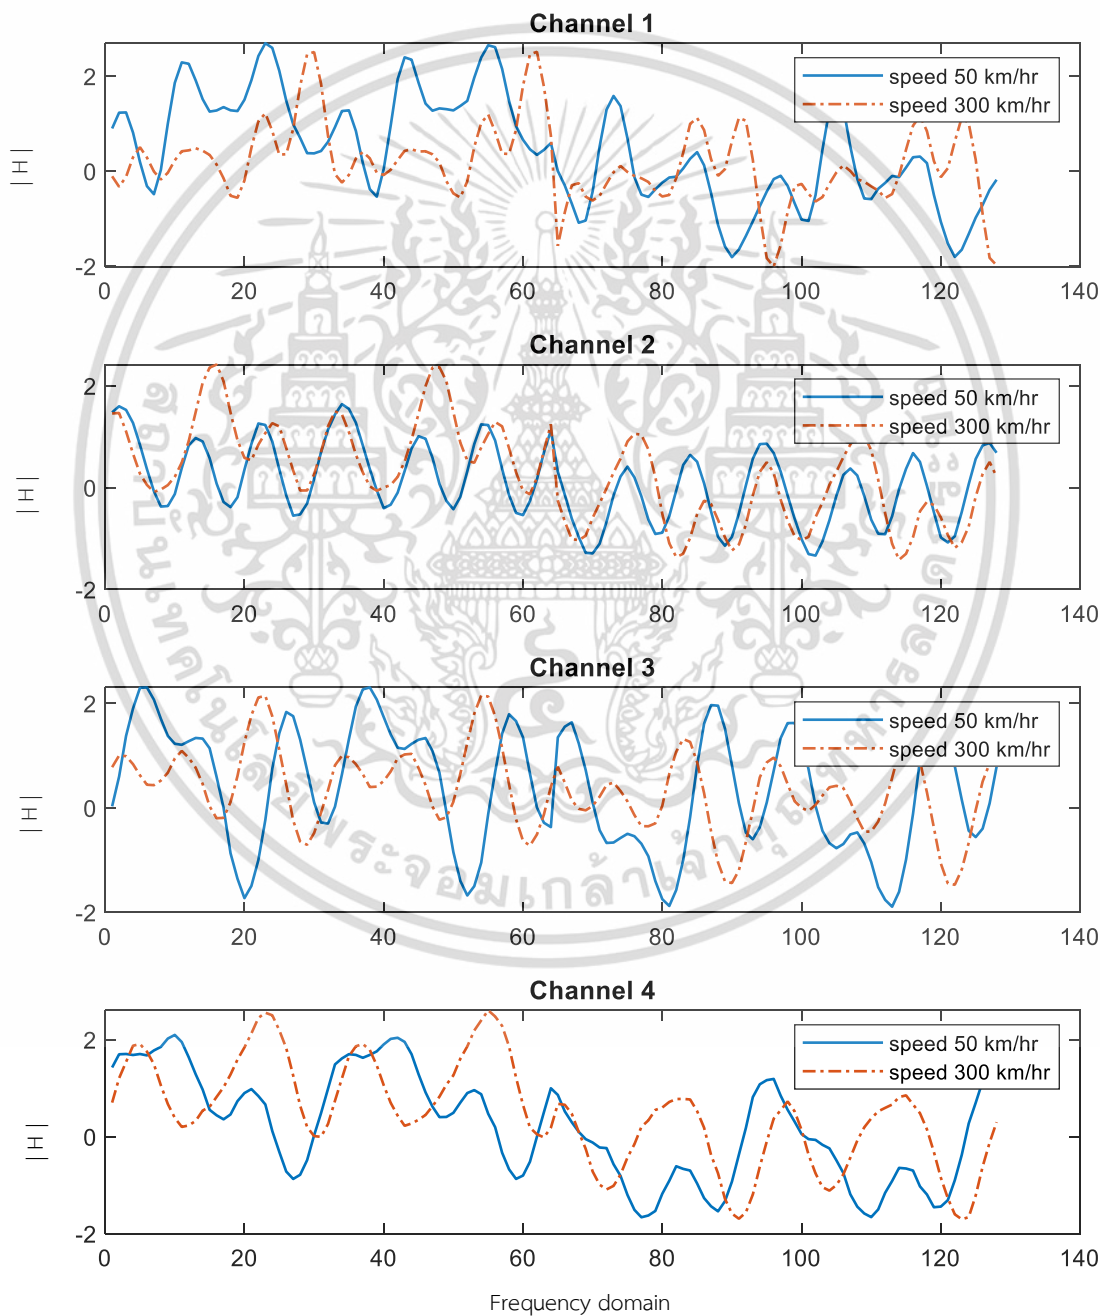 Channel 1
|H|
2
0
-2
speed 50 km/hr
speed 300 km/hr
0 20 40 60 80 100 120 140
Channel 2
|H|
2
0
-2
speed 50 km/hr
speed 300 km/hr
0 20 40 60 80 100 120 140
Channel 3
|H|
2
0
-2
speed 50 km/hr
speed 300 km/hr
0 20 40 60 80 100 120 140
Channel 4
|H|
2
0
-2
speed 50 km/hr
speed 300 km/hr
0 20 40 60 80 100 120 140
Frequency domain